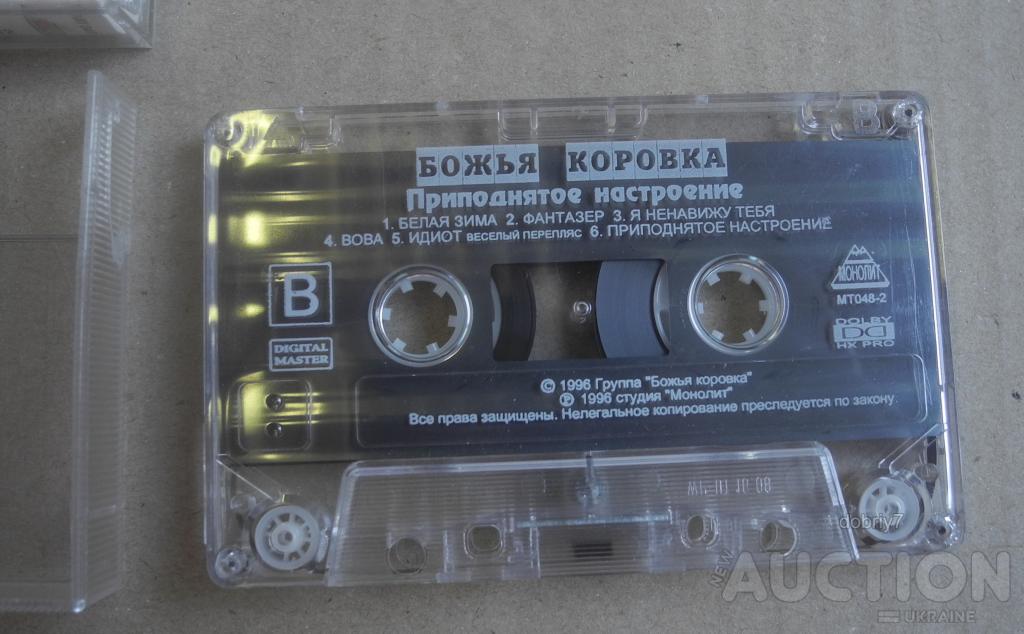 B
БОЖЬЯ КОРОВКА
Приподнятое настроение
1. БЕЛАЯ ЗИМА 2. ФАНТАЗЕР 3. Я НЕНАВИЖУ ТЕБЯ
4. ВОВА 5. ИДИОТ ВЕСЕЛЫЙ ПЕРЕПЛЯС 6. ПРИПОДНЯТОЕ НАСТРОЕНИЕ
B
DIGITAL
MASTER
МОНОЛИТ
МТ048-2
DOLBY
HX PRO
© 1996 Группа "Божья коровка"
℗ 1996 студия "Монолит"
Все права защищены. Нелегальное копирование преследуется по закону
dobriy7
NEW AUCTION
UKRAINE